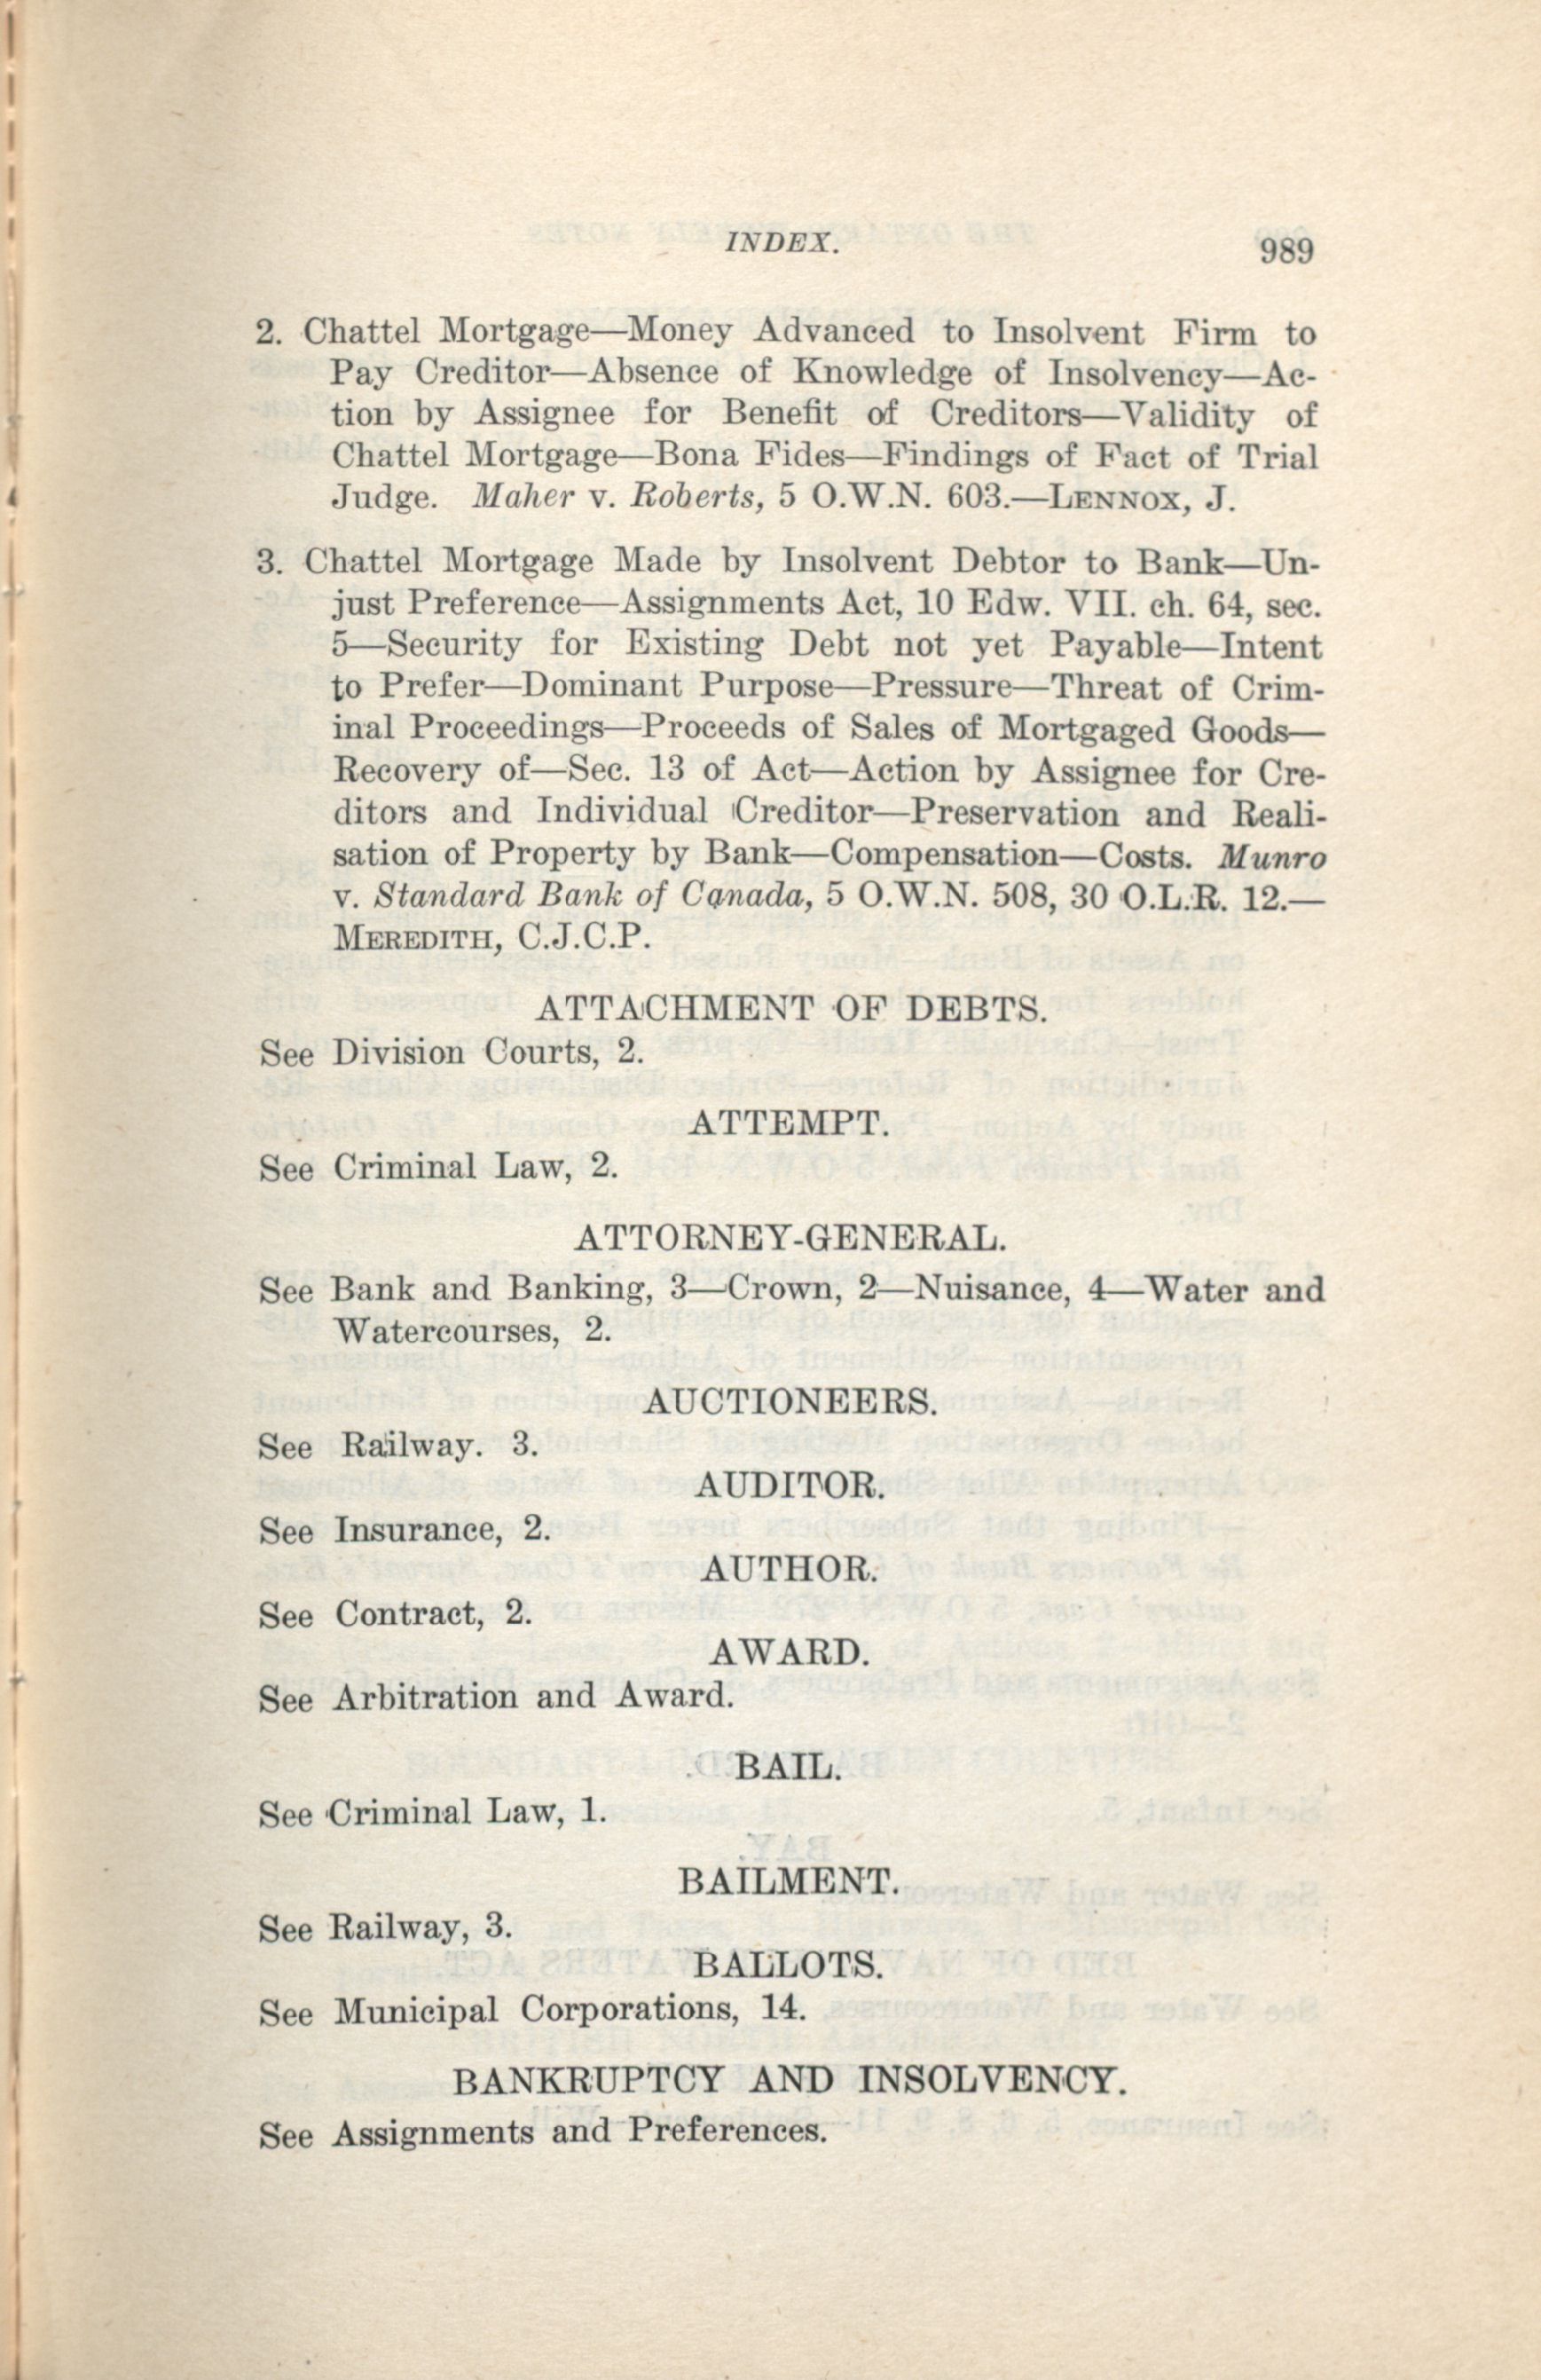 INDEX.
989
2. Chattel Mortgage—Money Advanced to Insolvent Firm to
Pay Creditor—Absence of Knowledge of Insolvency—Ac-
tion by Assignee for Benefit of Creditors—Validity of
Chattel Mortgage—Bona Fides—Findings of Fact of Trial
Judge. Maher v. Roberts, 5 O.W.N. 603.—LENNOX, J.
3. Chattel Mortgage Made by Insolvent Debtor to Bank—Un-
just Preference—Assignments Act, 10 Edw. VII. ch. 64, sec.
5—Security for Existing Debt not yet Payable—Intent
to Prefer—Dominant Purpose—Pressure—Threat of Crim-
inal Proceedings—Proceeds of Sales of Mortgaged Goods—
Recovery of—Sec. 13 of Act—Action by Assignee for Cre-
ditors and Individual Creditor—Preservation and Reali-
sation of Property by Bank—Compensation—Costs. Munro
v. Standard Bank of Canada, 5 O.W.N. 508, 30 O.L.R. 12.—
MEREDITH, C.J.C.P.
ATTACHMENT OF DEBTS.
See Division Courts, 2.
ATTEMPT.
See Criminal Law, 2.
ATTORNEY-GENERAL.
See Bank and Banking, 3—Crown, 2—Nuisance, 4—Water and
Watercourses, 2.
AUCTIONEERS.
See Railway. 3.
AUDITOR.
See Insurance, 2.
AUTHOR.
See Contract, 2.
AWARD.
See Arbitration and Award.
BAIL.
See Criminal Law, 1.
BAILMENT.
See Railway, 3.
BALLOTS.
See Municipal Corporations, 14.
BANKRUPTCY AND INSOLVENCY.
See Assignments and Preferences.